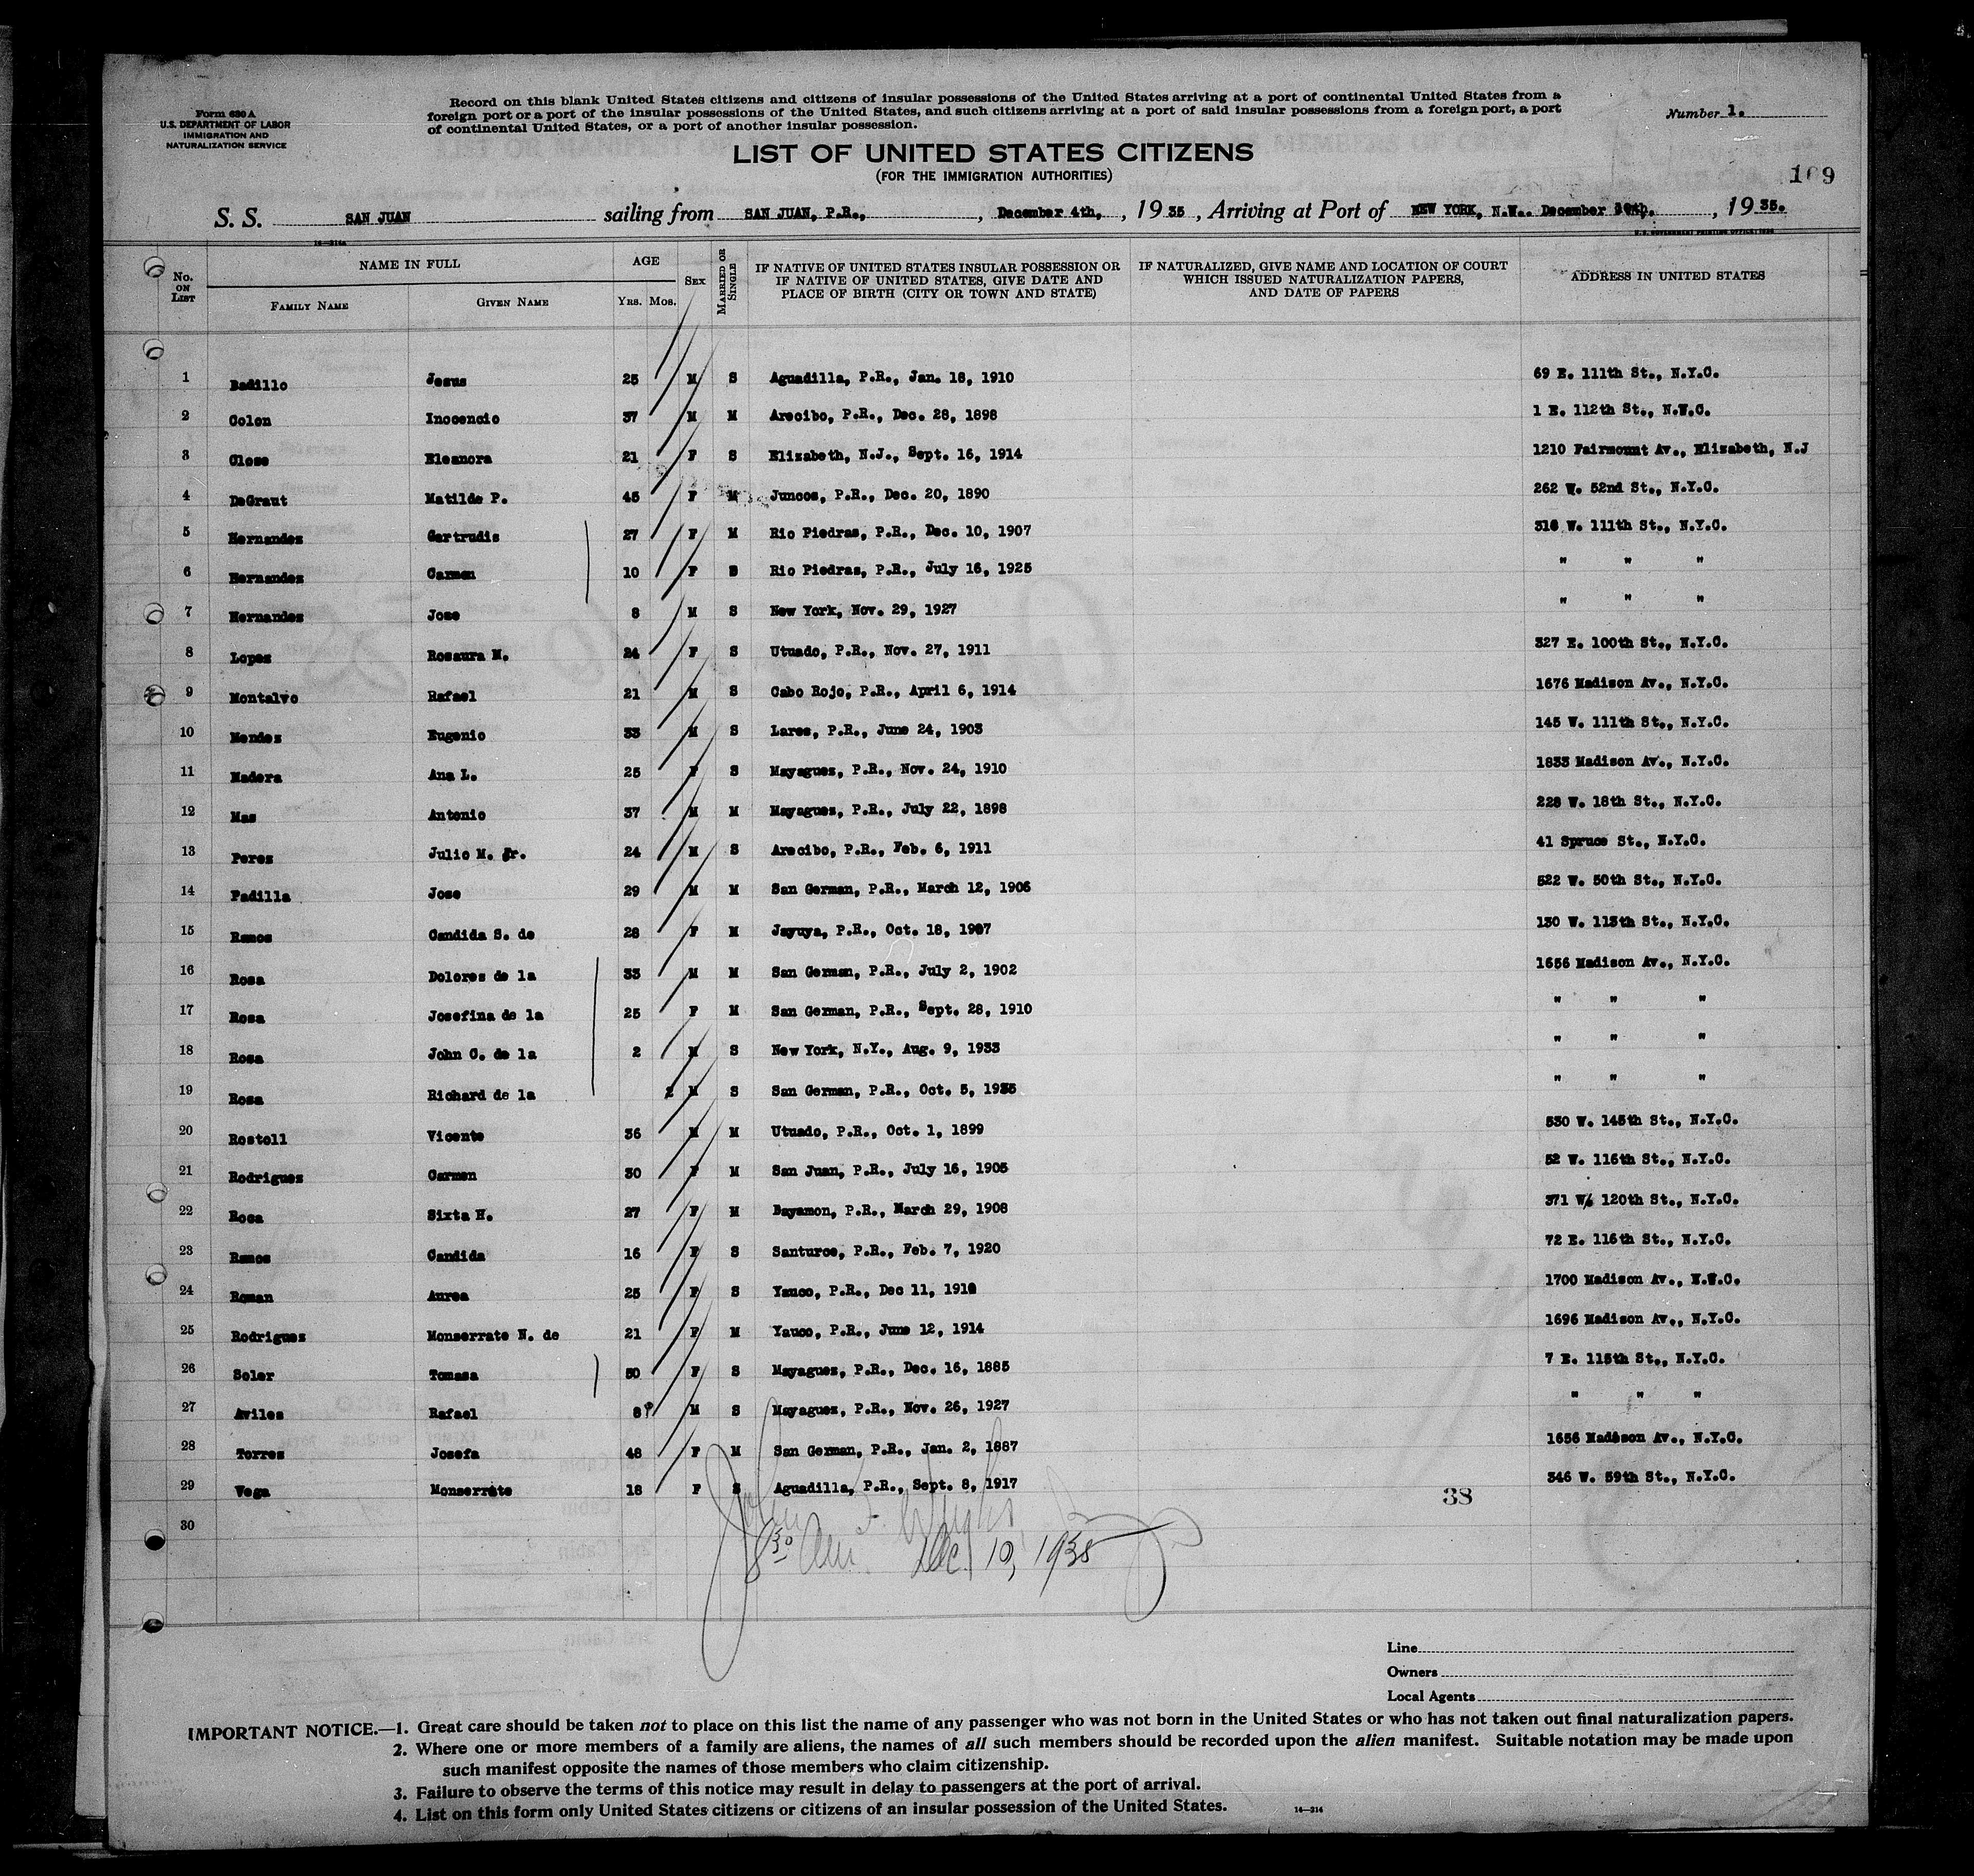 Form 630 A
U.S. DEPARTMENT OF LABOR
IMMIGRATION AND
NATURALIZATION SERVICE
Record on this blank United States citizens and citizens of insular possessions of the United States arriving at a port of continental United States from a
foreign port or a port of the insular possessions of the United States, and such citizens arriving at a port of said insular possessions from a foreign port, a port
of continental United States, or a port of another insular possession.
Number 1.
LIST OF UNITED STATES CITIZENS
(FOR THE IMMIGRATION AUTHORITIES)
169
S. S. SAN JUAN sailing from SAN JUAN, P.R., , December 4th, , 19 35 , Arriving at Port of NEW YORK, N.Y.. December , 19 35.
No. ON LIST NAME IN FULL FAMILY NAME GIVEN NAME AGE YRS. MOS. SEX MARRIED OR SINGLE IF NATIVE OF UNITED STATES INSULAR POSSESSION OR IF NATIVE OF UNITED STATES, GIVE DATE AND PLACE OF BIRTH (CITY OR TOWN AND STATE) IF NATURALIZED, GIVE NAME AND LOCATION OF COURT WHICH ISSUED NATURALIZATION PAPERS, AND DATE OF PAPERS ADDRESS IN UNITED STATES
1 Badillo Jesus 25 M S Aguadilla, P.R., Jan. 18, 1910 69 E. 111th St., N.Y.C.
2 Colon Inocencio 37 M M Arecibo, P.R., Dec. 28, 1898 1 E. 112th St., N.Y.C.
3 Close Eleanora 21 F S Elizabeth, N.J., Sept. 16, 1914 1210 Fairmount Av., Elizabeth, N.J
4 DeGraut Matilde P. 45 F M Juncos, P.R., Dec. 20, 1890 262 W. 52nd St., N.Y.C.
5 Hernandez Gertrudis 27 F M Rio Piedras, P.R., Dec. 10, 1907 316 W. 111th St., N.Y.C.
6 Hernandez Carmen 10 F S Rio Piedras, P.R., July 16, 1925 " " "
7 Hernandez Jose 8 M S New York, Nov. 29, 1927 " " "
8 Lopez Rosaura M. 24 F S Utuado, P.R., Nov. 27, 1911 327 E. 100th St., N.Y.C.
9 Montalvo Rafael 21 M S Cabo Rojo, P.R., April 6, 1914 1676 Madison Av., N.Y.C.
10 Mendez Eugenio 33 M S Lares, P.R., June 24, 1903 145 W. 111th St., N.Y.C.
11 Madera Ana L. 25 F S Mayaguez, P.R., Nov. 24, 1910 1833 Madison Av., N.Y.C.
12 Mas Antonio 37 M M Mayaguez, P.R., July 22, 1898 228 W. 18th St., N.Y.C.
13 Perez Julio M. Jr. 24 M S Arecibo, P.R., Feb. 6, 1911 41 Spruce St., N.Y.C.
14 Padilla Jose 29 M M San German, P.R., March 12, 1906 522 W. 50th St., N.Y.C.
15 Ramos Candida S. de 28 F M Jayuya, P.R., Oct. 18, 1907 130 W. 113th St., N.Y.C.
16 Rosa Dolores de la 33 M M San German, P.R., July 2, 1902 1656 Madison Av., N.Y.C.
17 Rosa Josefina de la 25 F M San German, P.R., Sept. 28, 1910 " " "
18 Rosa John C. de la 2 M S New York, N.Y., Aug. 9, 1933 " " "
19 Rosa Richard de la 2 M S San German, P.R., Oct. 5, 1935 " " "
20 Rostoll Vicente 36 M M Utuado, P.R., Oct. 1, 1899 530 W. 145th St., N.Y.C.
21 Rodriguez Carmen 30 F M San Juan, P.R., July 16, 1905 52 W. 116th St., N.Y.C.
22 Rosa Sixta H. 27 F M Bayamon, P.R., March 29, 1908 371 W. 120th St., N.Y.C.
23 Ramos Candida 16 F S Santurce, P.R., Feb. 7, 1920 72 E. 116th St., N.Y.C.
24 Roman Aurea 25 F S Yauco, P.R., Dec 11, 1910 1700 Madison Av., N.Y.C.
25 Rodriguez Monserrate N. de 21 F M Yauco, P.R., June 12, 1914 1696 Madison Av., N.Y.C.
26 Soler Tomasa 50 F S Mayaguez, P.R., Dec. 16, 1885 7 E. 115th St., N.Y.C.
27 Aviles Rafael 8 M S Mayaguez, P.R., Nov. 26, 1927 " " "
28 Torres Josefa 48 F M San German, P.R., Jan. 2, 1887 1656 Madison Av., N.Y.C.
29 Vega Monserrate 18 F S Aguadilla, P.R., Sept. 8, 1917 346 W. 59th St., N.Y.C.
38
30
John F.
8 30 AM. Dec. 10, 1935
Line
Owners
Local Agents
IMPORTANT NOTICE.—1. Great care should be taken not to place on this list the name of any passenger who was not born in the United States or who has not taken out final naturalization papers.
2. Where one or more members of a family are aliens, the names of all such members should be recorded upon the alien manifest. Suitable notation may be made upon
such manifest opposite the names of those members who claim citizenship.
3. Failure to observe the terms of this notice may result in delay to passengers at the port of arrival.
4. List on this form only United States citizens or citizens of an insular possession of the United States.
14—314